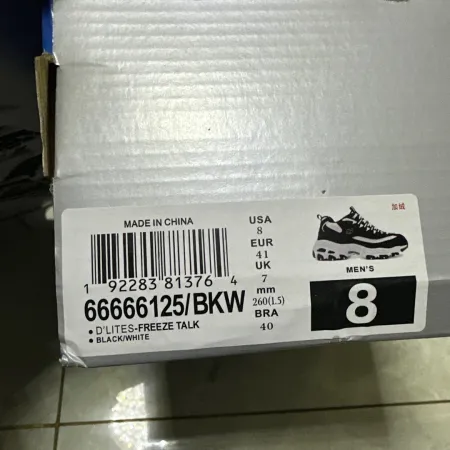 MADE IN CHINA
1 92283 81376 4
66666125/BKW
• D'LITES-FREEZE TALK
• BLACK/WHITE
USA
8
EUR
41
UK
7
mm
260(1.5)
BRA
40
加绒
MEN'S
8